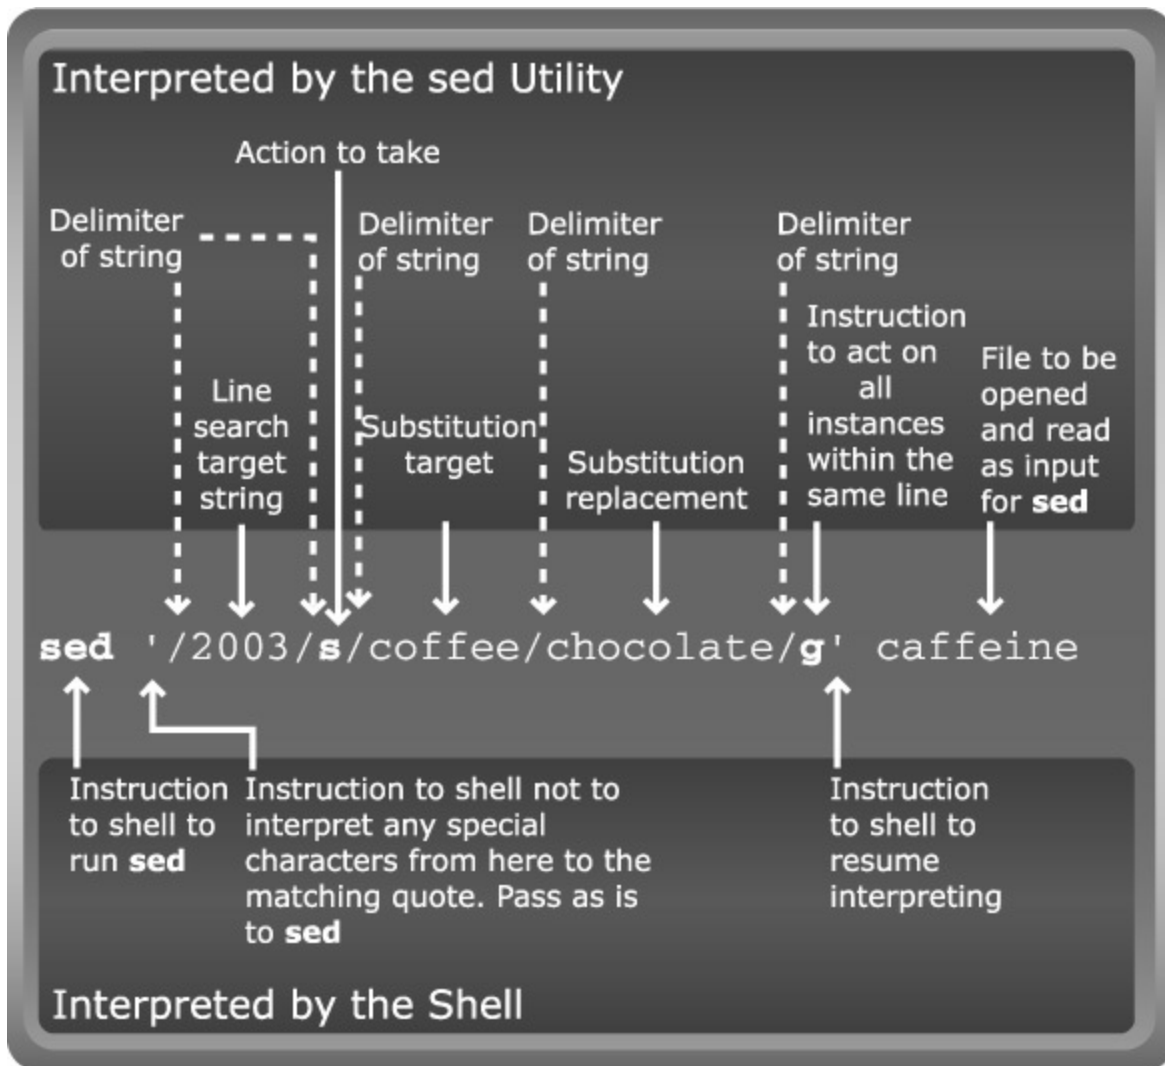 Interpreted by the sed Utility
Action to take
Delimiter
of string
Delimiter
of string
Delimiter
of string
Delimiter
of string
Line
search
target
string
Substitution
target
Substitution
replacement
Instruction
to act on
all
instances
within the
same line
File to be
opened
and read
as input
for sed
sed '/2003/s/coffee/chocolate/g' caffeine
Instruction
to shell to
run sed
Instruction to shell not to
interpret any special
characters from here to the
matching quote. Pass as is
to sed
Instruction
to shell to
resume
interpreting
Interpreted by the Shell